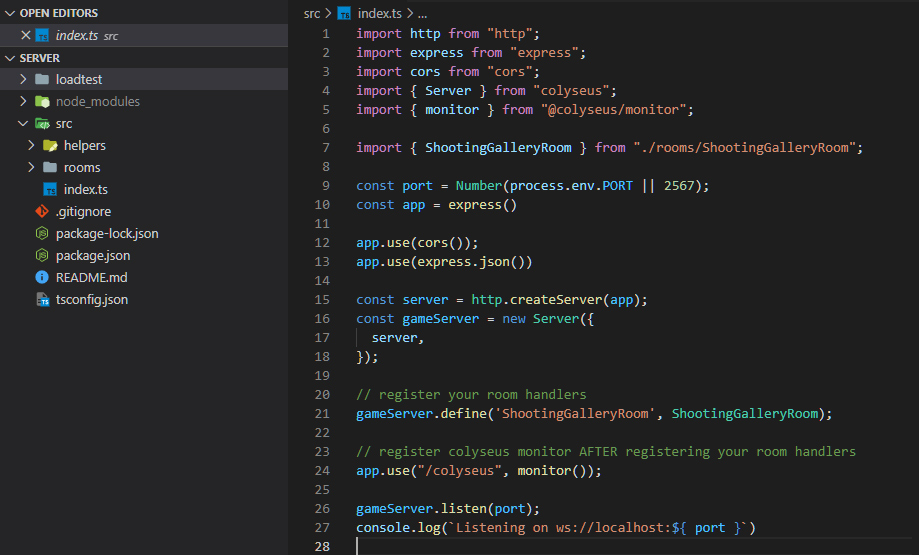 OPEN EDITORS
index.ts src
SERVER
loadtest
node_modules
src
helpers
rooms
index.ts
.gitignore
package-lock.json
package.json
README.md
tsconfig.json
src > TS index.ts > ...
1 import http from "http";
2 import express from "express";
3 import cors from "cors";
4 import { Server } from "colyseus";
5 import { monitor } from "@colyseus/monitor";
6
7 import { ShootingGalleryRoom } from "./rooms/ShootingGalleryRoom";
8
9 const port = Number(process.env.PORT || 2567);
10 const app = express()
11
12 app.use(cors());
13 app.use(express.json())
14
15 const server = http.createServer(app);
16 const gameServer = new Server({
17 server,
18 });
19
20 // register your room handlers
21 gameServer.define('ShootingGalleryRoom', ShootingGalleryRoom);
22
23 // register colyseus monitor AFTER registering your room handlers
24 app.use("/colyseus", monitor());
25
26 gameServer.listen(port);
27 console.log(`Listening on ws://localhost:${ port }`)
28